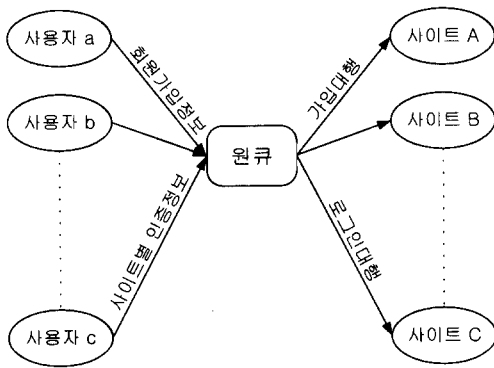 사용자 a
회원가입정보
가입대행
사이트 A
사용자 b
원큐
사이트 B
사이트별 인증정보
로그인대행
사용자 c
사이트 C